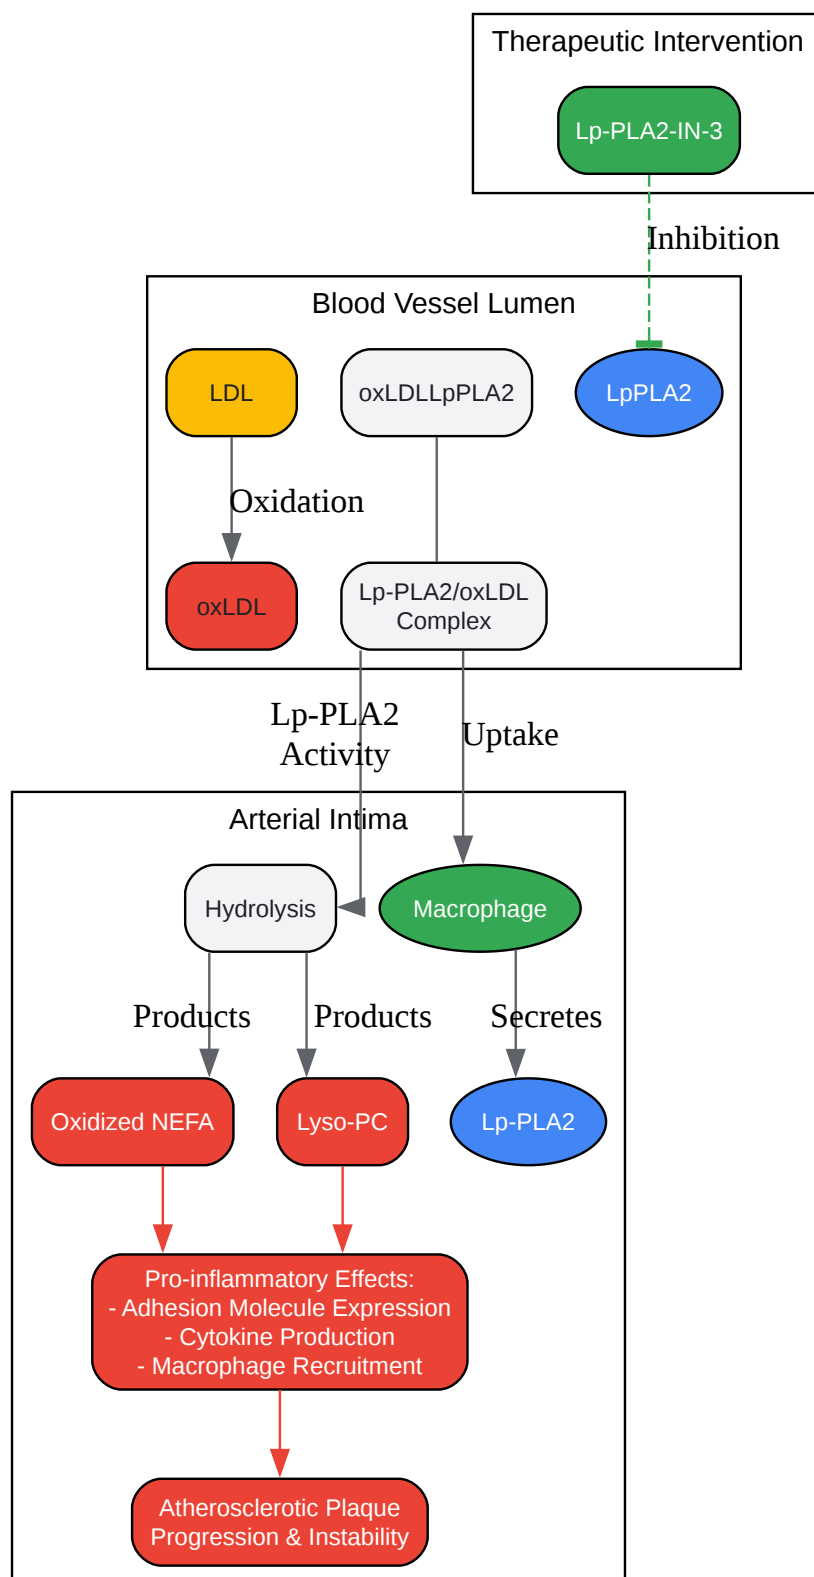 Therapeutic Intervention
Lp-PLA2-IN-3
Inhibition
Blood Vessel Lumen
LDL
oxLDLLpPLA2
LpPLA2
Oxidation
oxLDL
Lp-PLA2/oxLDL
Complex
Lp-PLA2
Activity
Uptake
Arterial Intima
Hydrolysis
Macrophage
Products
Products
Secretes
Oxidized NEFA
Lyso-PC
Lp-PLA2
Pro-inflammatory Effects:
- Adhesion Molecule Expression
- Cytokine Production
- Macrophage Recruitment
Atherosclerotic Plaque
Progression & Instability